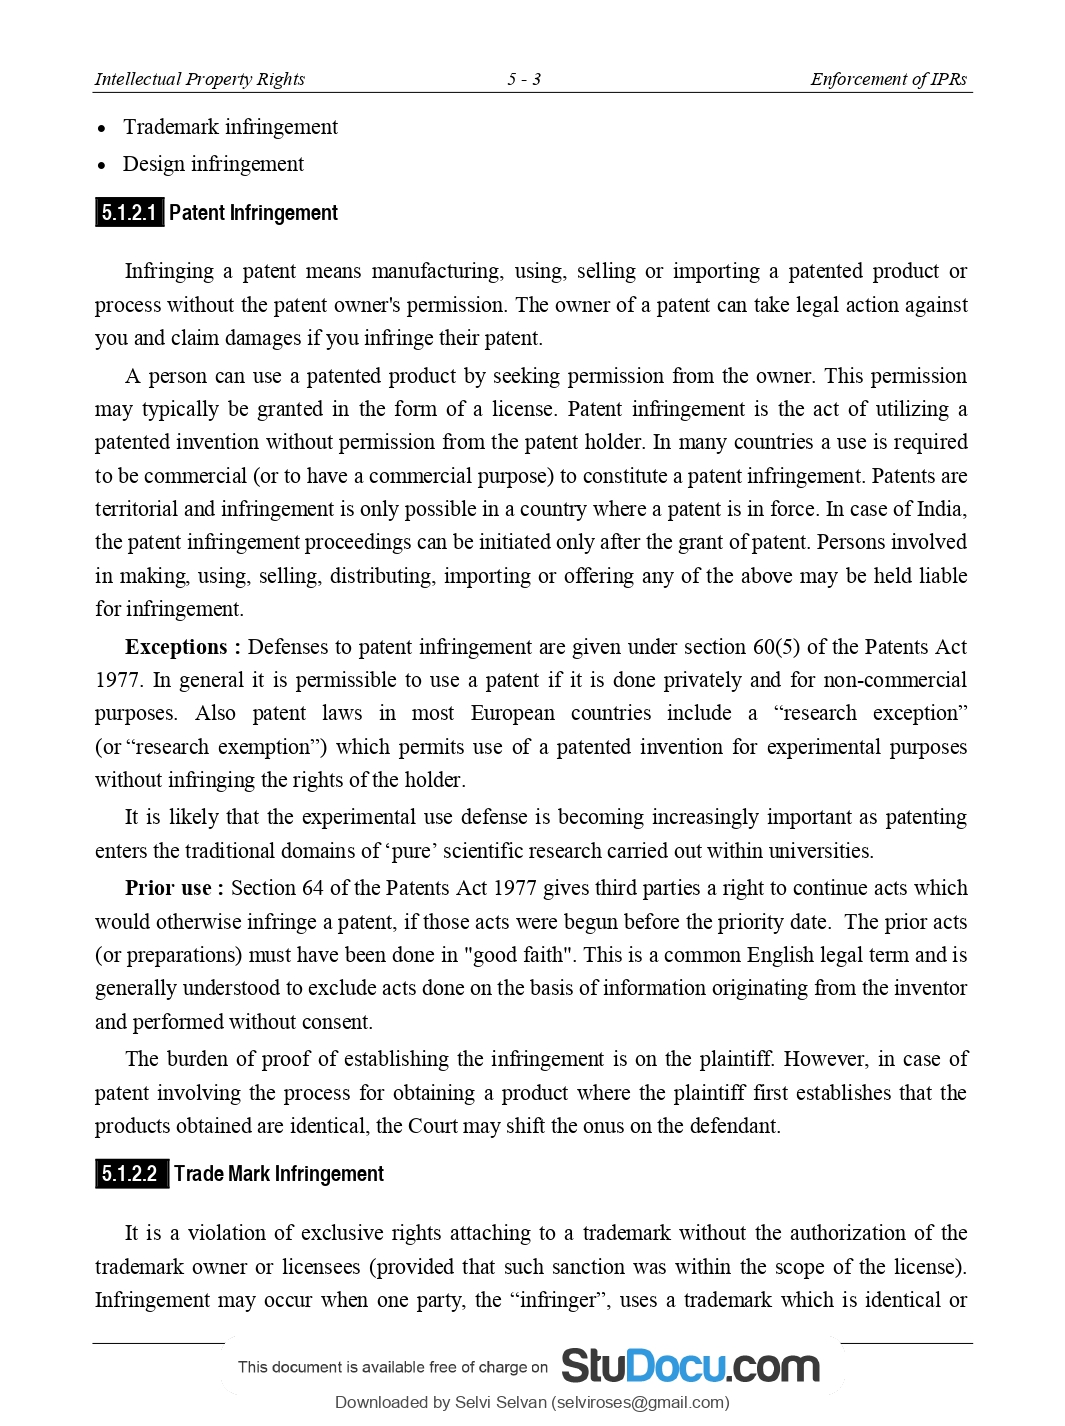 Intellectual Property Rights 5 - 3 Enforcement of IPRs
• Trademark infringement
• Design infringement
5.1.2.1 Patent Infringement
Infringing a patent means manufacturing, using, selling or importing a patented product or
process without the patent owner's permission. The owner of a patent can take legal action against
you and claim damages if you infringe their patent.
A person can use a patented product by seeking permission from the owner. This permission
may typically be granted in the form of a license. Patent infringement is the act of utilizing a
patented invention without permission from the patent holder. In many countries a use is required
to be commercial (or to have a commercial purpose) to constitute a patent infringement. Patents are
territorial and infringement is only possible in a country where a patent is in force. In case of India,
the patent infringement proceedings can be initiated only after the grant of patent. Persons involved
in making, using, selling, distributing, importing or offering any of the above may be held liable
for infringement.
Exceptions : Defenses to patent infringement are given under section 60(5) of the Patents Act
1977. In general it is permissible to use a patent if it is done privately and for non-commercial
purposes. Also patent laws in most European countries include a “research exception”
(or “research exemption”) which permits use of a patented invention for experimental purposes
without infringing the rights of the holder.
It is likely that the experimental use defense is becoming increasingly important as patenting
enters the traditional domains of ‘pure’ scientific research carried out within universities.
Prior use : Section 64 of the Patents Act 1977 gives third parties a right to continue acts which
would otherwise infringe a patent, if those acts were begun before the priority date. The prior acts
(or preparations) must have been done in "good faith". This is a common English legal term and is
generally understood to exclude acts done on the basis of information originating from the inventor
and performed without consent.
The burden of proof of establishing the infringement is on the plaintiff. However, in case of
patent involving the process for obtaining a product where the plaintiff first establishes that the
products obtained are identical, the Court may shift the onus on the defendant.
5.1.2.2 Trade Mark Infringement
It is a violation of exclusive rights attaching to a trademark without the authorization of the
trademark owner or licensees (provided that such sanction was within the scope of the license).
Infringement may occur when one party, the “infringer”, uses a trademark which is identical or
This document is available free of charge on StuDocu.com
Downloaded by Selvi Selvan (selviroses@gmail.com)